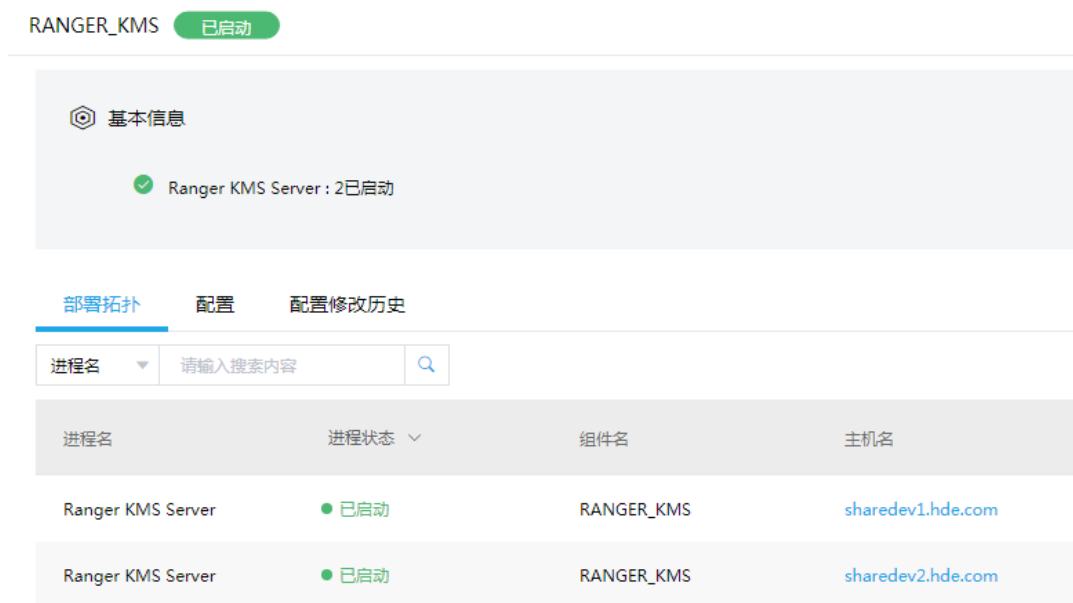 RANGER_KMS 已启动
基本信息
Ranger KMS Server : 2已启动
部署拓扑 配置 配置修改历史
进程名 请输入搜索内容
进程名 进程状态 组件名 主机名
Ranger KMS Server 已启动 RANGER_KMS sharedev1.hde.com
Ranger KMS Server 已启动 RANGER_KMS sharedev2.hde.com